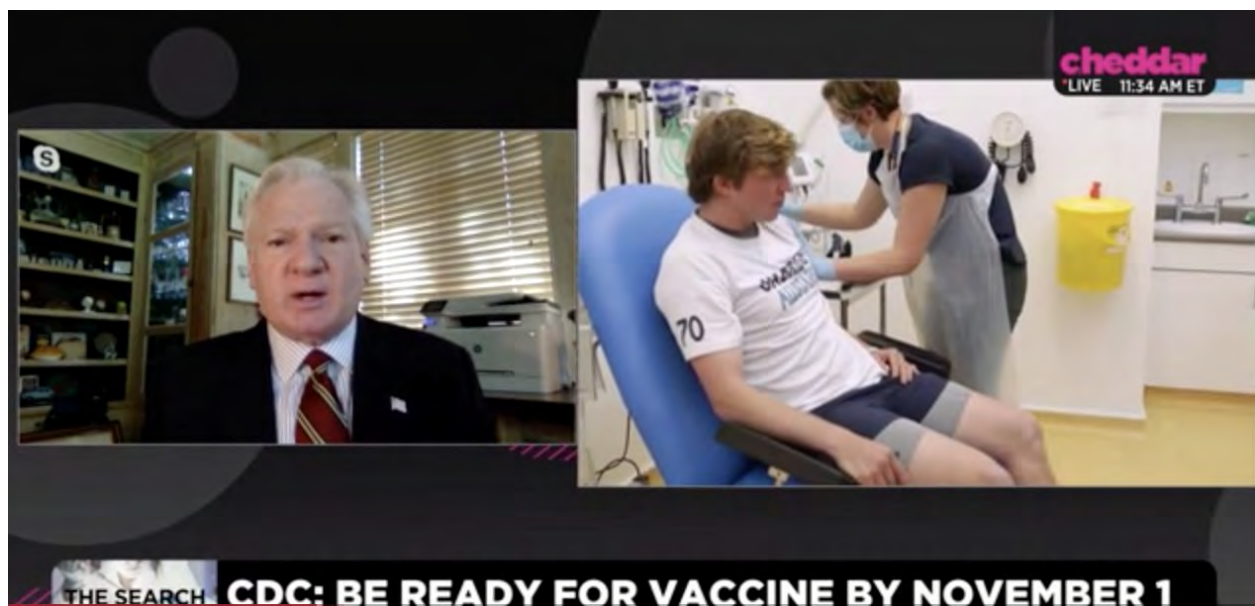 cheddar
LIVE 11:34 AM ET
S
70
THE SEARCH
CDC: BE READY FOR VACCINE BY NOVEMBER 1